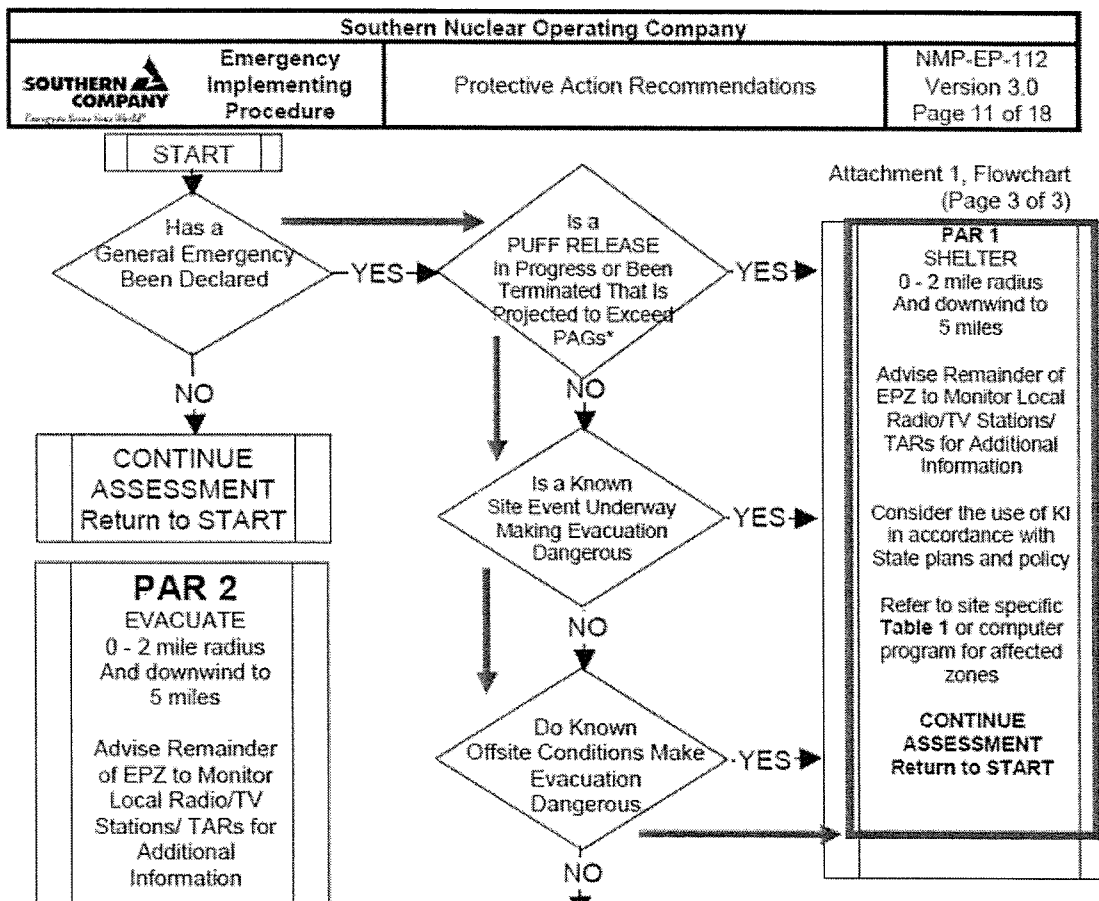 Southern Nuclear Operating Company
SOUTHERN
COMPANY
Energy to Serve Your World®
Emergency
Implementing
Procedure
Protective Action Recommendations
NMP-EP-112
Version 3.0
Page 11 of 18
START
Attachment 1, Flowchart
(Page 3 of 3)
Has a
General Emergency
Been Declared
YES
NO
CONTINUE
ASSESSMENT
Return to START
Is a
PUFF RELEASE
In Progress or Been
Terminated That Is
Projected to Exceed
PAGs*
YES
NO
Is a Known
Site Event Underway
Making Evacuation
Dangerous
YES
NO
Do Known
Offsite Conditions Make
Evacuation
Dangerous
YES
NO
PAR 1
SHELTER
0 - 2 mile radius
And downwind to
5 miles
Advise Remainder of
EPZ to Monitor Local
Radio/TV Stations/
TARs for Additional
Information
Consider the use of KI
in accordance with
State plans and policy
Refer to site specific
Table 1 or computer
program for affected
zones
CONTINUE
ASSESSMENT
Return to START
PAR 2
EVACUATE
0 - 2 mile radius
And downwind to
5 miles
Advise Remainder
of EPZ to Monitor
Local Radio/TV
Stations/ TARs for
Additional
Information